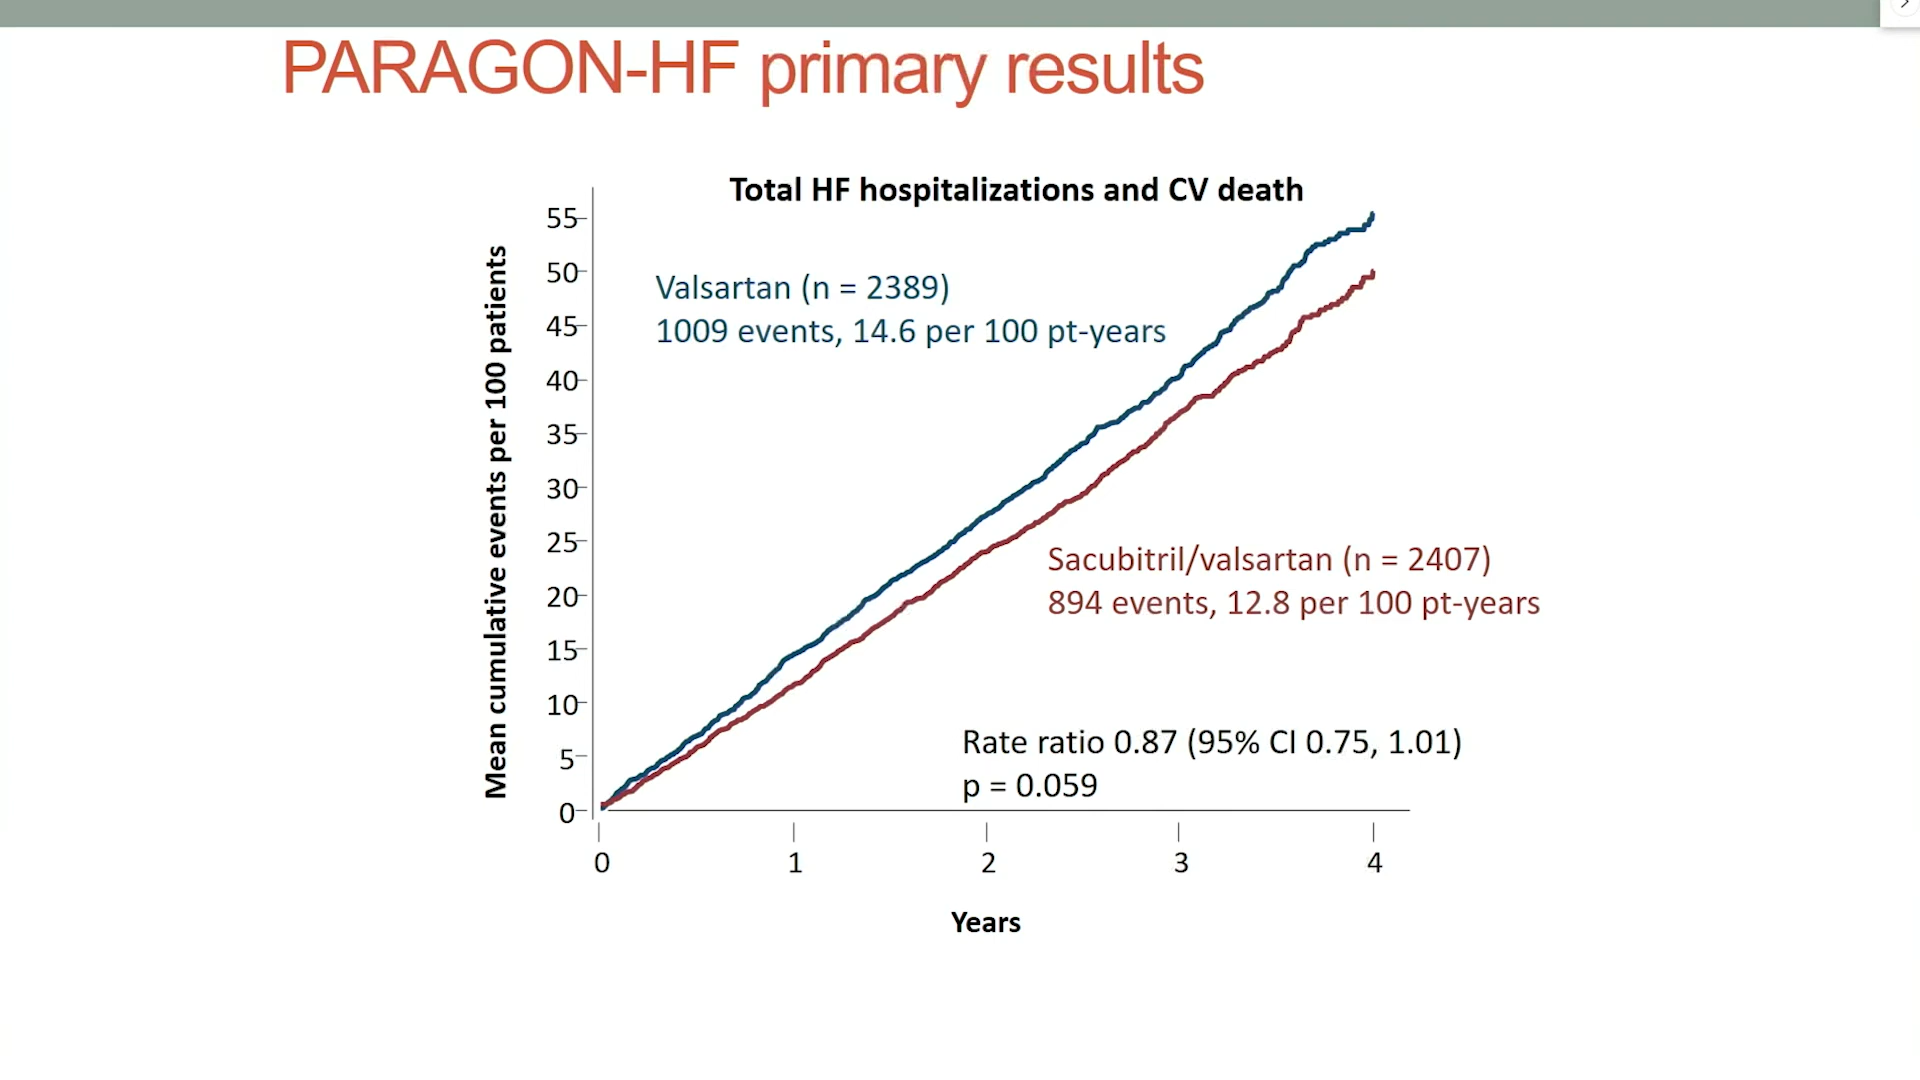 PARAGON-HF primary results
Total HF hospitalizations and CV death
Mean cumulative events per 100 patients
55
50
45
40
35
30
25
20
15
10
5
0
Valsartan (n = 2389)
1009 events, 14.6 per 100 pt-years
Sacubitril/valsartan (n = 2407)
894 events, 12.8 per 100 pt-years
Rate ratio 0.87 (95% CI 0.75, 1.01)
p = 0.059
0 1 2 3 4
Years